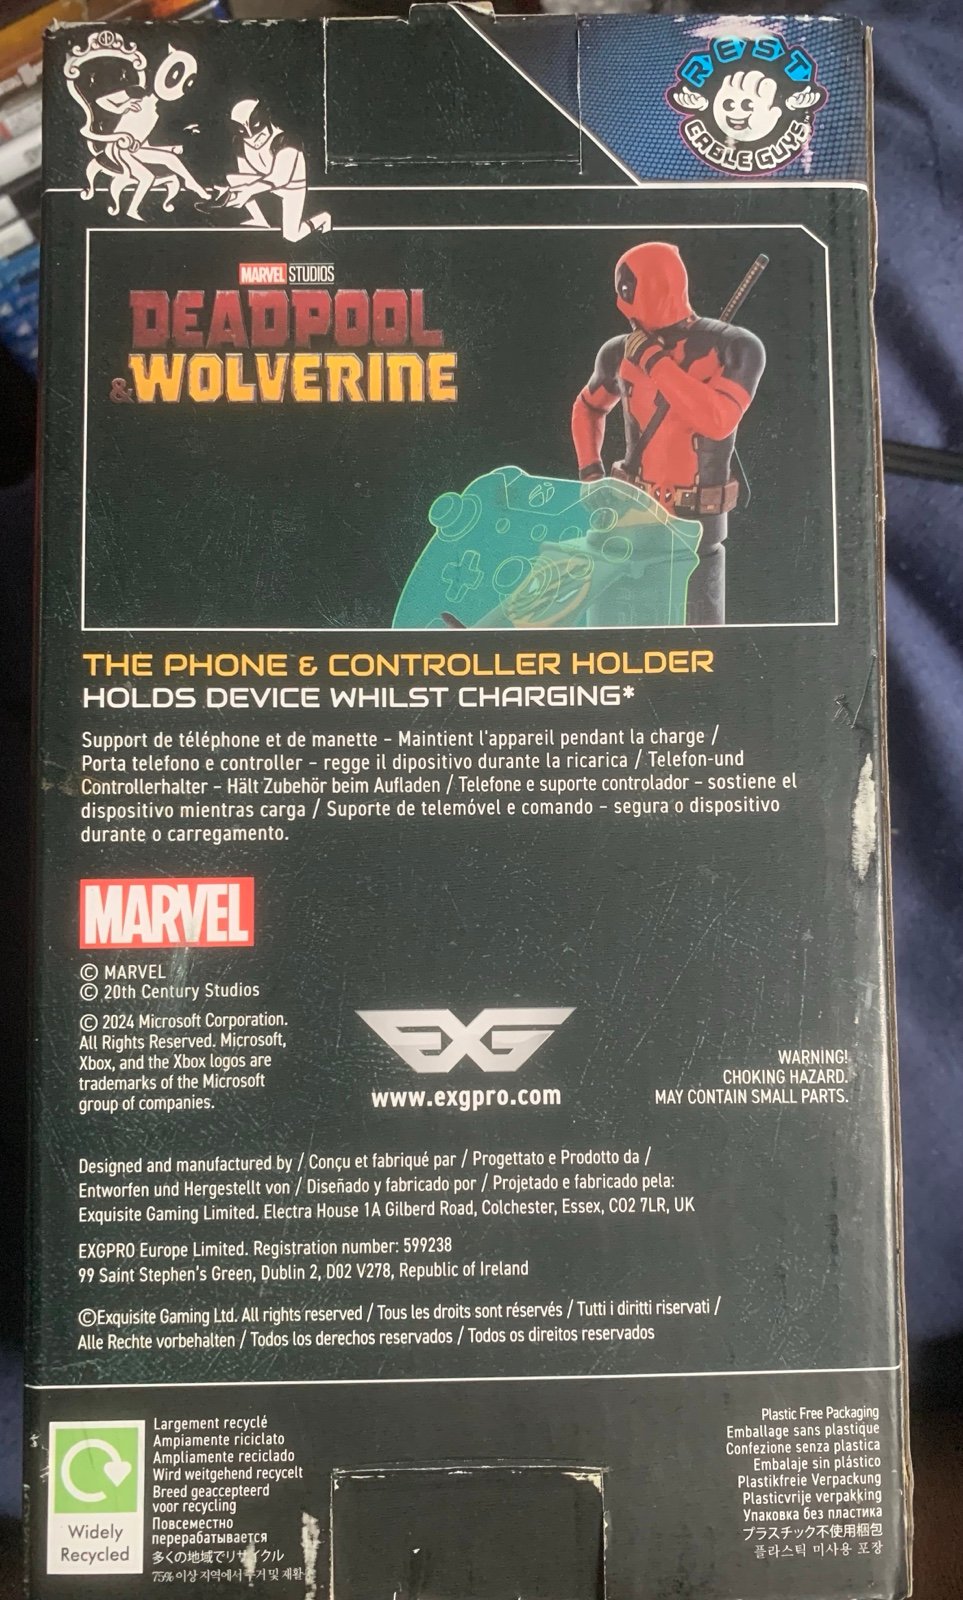 REST
CABLE GUYS™
MARVEL STUDIOS
DEADPOOL
& WOLVERINE
THE PHONE & CONTROLLER HOLDER
HOLDS DEVICE WHILST CHARGING*
Support de téléphone et de manette – Maintient l'appareil pendant la charge /
Porta telefono e controller – regge il dipositivo durante la ricarica / Telefon-und
Controllerhalter – Hält Zubehör beim Aufladen / Telefone e suporte controlador – sostiene el
dispositivo mientras carga / Suporte de telemóvel e comando – segura o dispositivo
durante o carregamento.
MARVEL
© MARVEL
© 20th Century Studios
© 2024 Microsoft Corporation.
All Rights Reserved. Microsoft,
Xbox, and the Xbox logos are
trademarks of the Microsoft
group of companies.
EXG
www.exgpro.com
WARNING!
CHOKING HAZARD.
MAY CONTAIN SMALL PARTS.
Designed and manufactured by / Conçu et fabriqué par / Progettato e Prodotto da /
Entworfen und Hergestellt von / Diseñado y fabricado por / Projetado e fabricado pela:
Exquisite Gaming Limited. Electra House 1A Gilberd Road, Colchester, Essex, CO2 7LR, UK
EXGPRO Europe Limited. Registration number: 599238
99 Saint Stephen's Green, Dublin 2, D02 V278, Republic of Ireland
©Exquisite Gaming Ltd. All rights reserved / Tous les droits sont réservés / Tutti i diritti riservati /
Alle Rechte vorbehalten / Todos los derechos reservados / Todos os direitos reservados
Widely
Recycled
Largement recyclé
Ampiamente riciclato
Ampliamente reciclado
Wird weitgehend recycelt
Breed geaccepteerd
voor recycling
Повсеместно
перерабатывается
多くの地域でリサイクル
75% 이상 지역에서 및
Plastic Free Packaging
Emballage sans plastique
Confezione senza plastica
Embalaje sin plástico
Plastikfreie Verpackung
Plasticvrije verpakking
Упаковка без пластика
プラスチック不使用梱包
플라스틱 미사용 포장